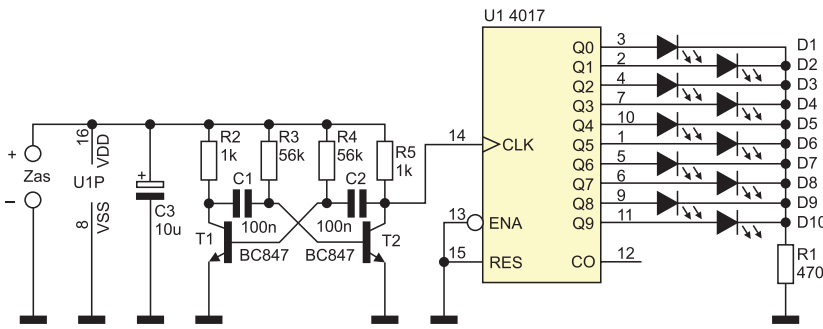 U1 4017
Q0 3 D1
Q1 2 D2
Q2 4 D3
Q3 7 D4
Q4 10 D5
Q5 1 D6
Q6 5 D7
Q7 6 D8
Q8 9 D9
Q9 11 D10
14 CLK
13 ENA
15 RES
CO 12
R1
470
+
Zas
–
16
VDD
U1P
8
VSS
+
C3
10u
R2
1k
R3
56k
R4
56k
R5
1k
C1
100n
C2
100n
T1
BC847
T2
BC847